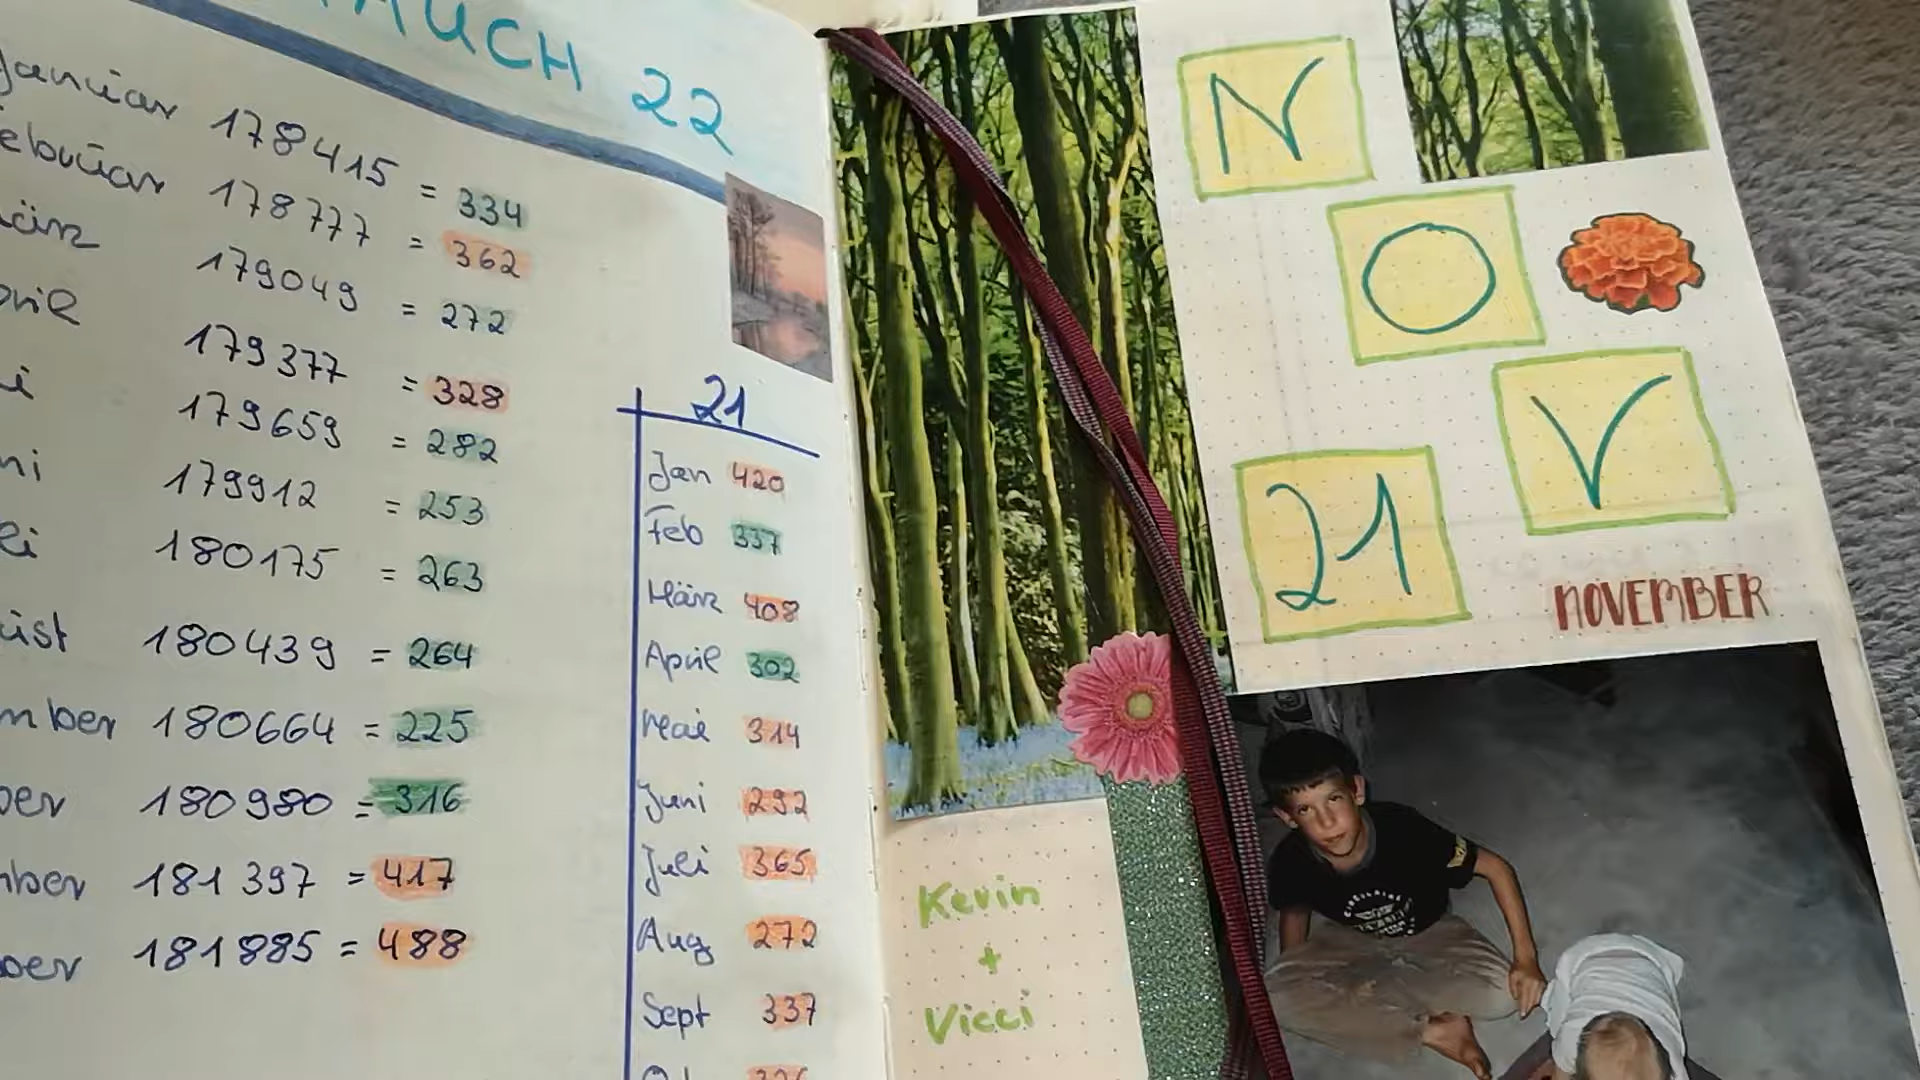 AUCH 22
Januar 178415 = 334
ebruar 178777 = 362
ärz 179049 = 272
pril 179377 = 328
i 179659 = 282
ni 179912 = 253
li 180175 = 263
ust 180439 = 264
mber 180664 = 225
ber 180980 = 316
mber 181397 = 417
ber 181885 = 488
21
Jan 420
Feb 337
März 408
April 302
Mai 314
Juni 292
Juli 365
Aug 272
Sept 337
N
O
V
21
NOVEMBER
Kevin
+
Vicci